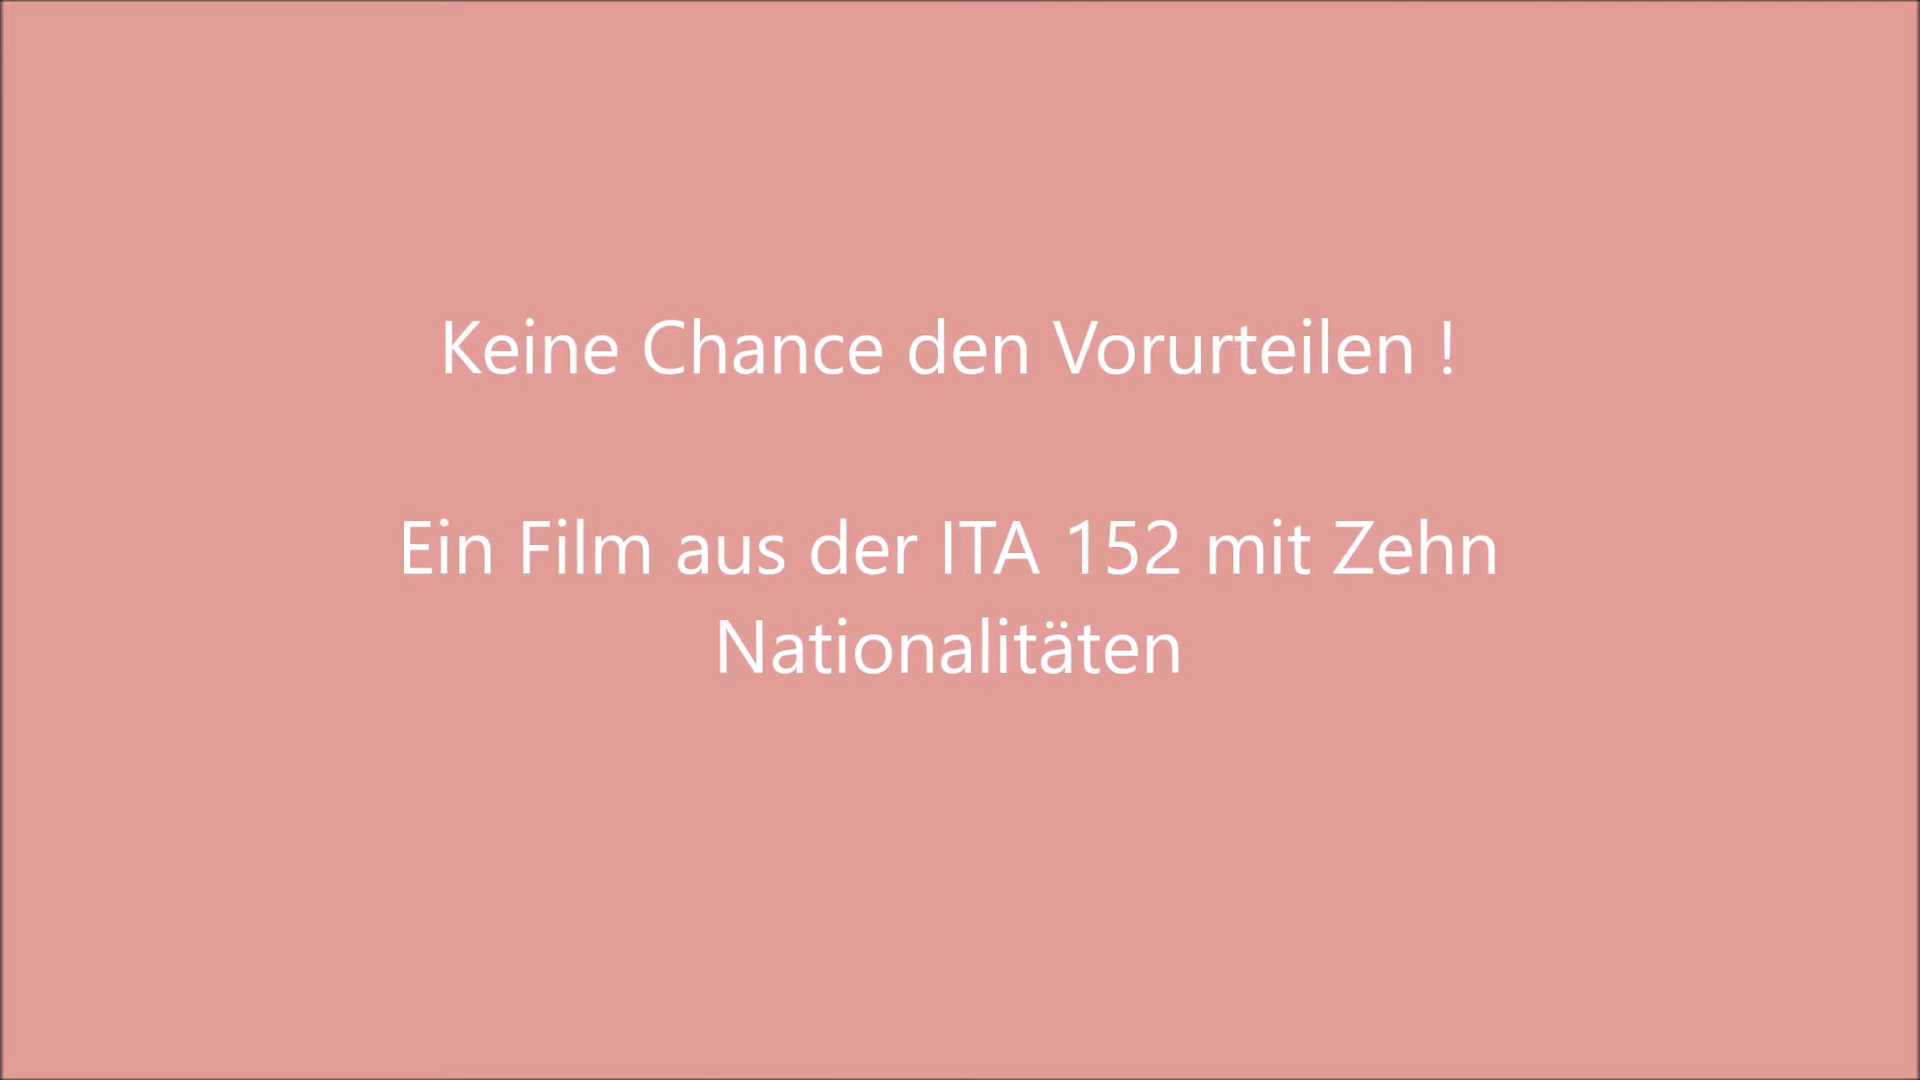 Keine Chance den Vorurteilen !
Ein Film aus der ITA 152 mit Zehn
Nationalitäten